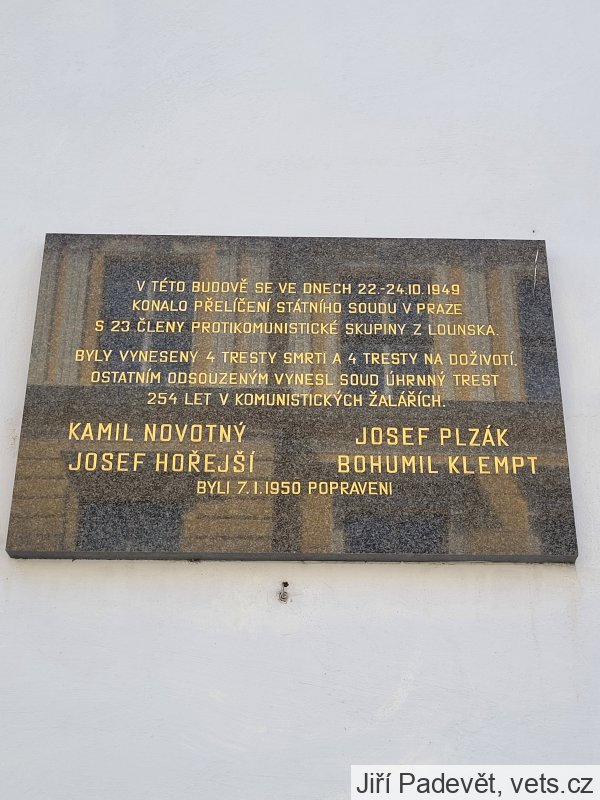 V TÉTO BUDOVĚ SE VE DNECH 22.-24.10.1949
KONALO PŘELÍČENÍ STÁTNÍHO SOUDU V PRAZE
S 23 ČLENY PROTIKOMUNISTICKÉ SKUPINY Z LOUNSKA.
BYLY VYNESENY 4 TRESTY SMRTI A 4 TRESTY NA DOŽIVOTÍ.
OSTATNÍM ODSOUZENÝM VYNESL SOUD ÚHRNNÝ TREST
254 LET V KOMUNISTICKÝCH ŽALÁŘÍCH.
KAMIL NOVOTNÝ JOSEF PLZÁK
JOSEF HOŘEJŠÍ BOHUMIL KLEMPT
BYLI 7.1.1950 POPRAVENI
Jiří Padevět, vets.cz